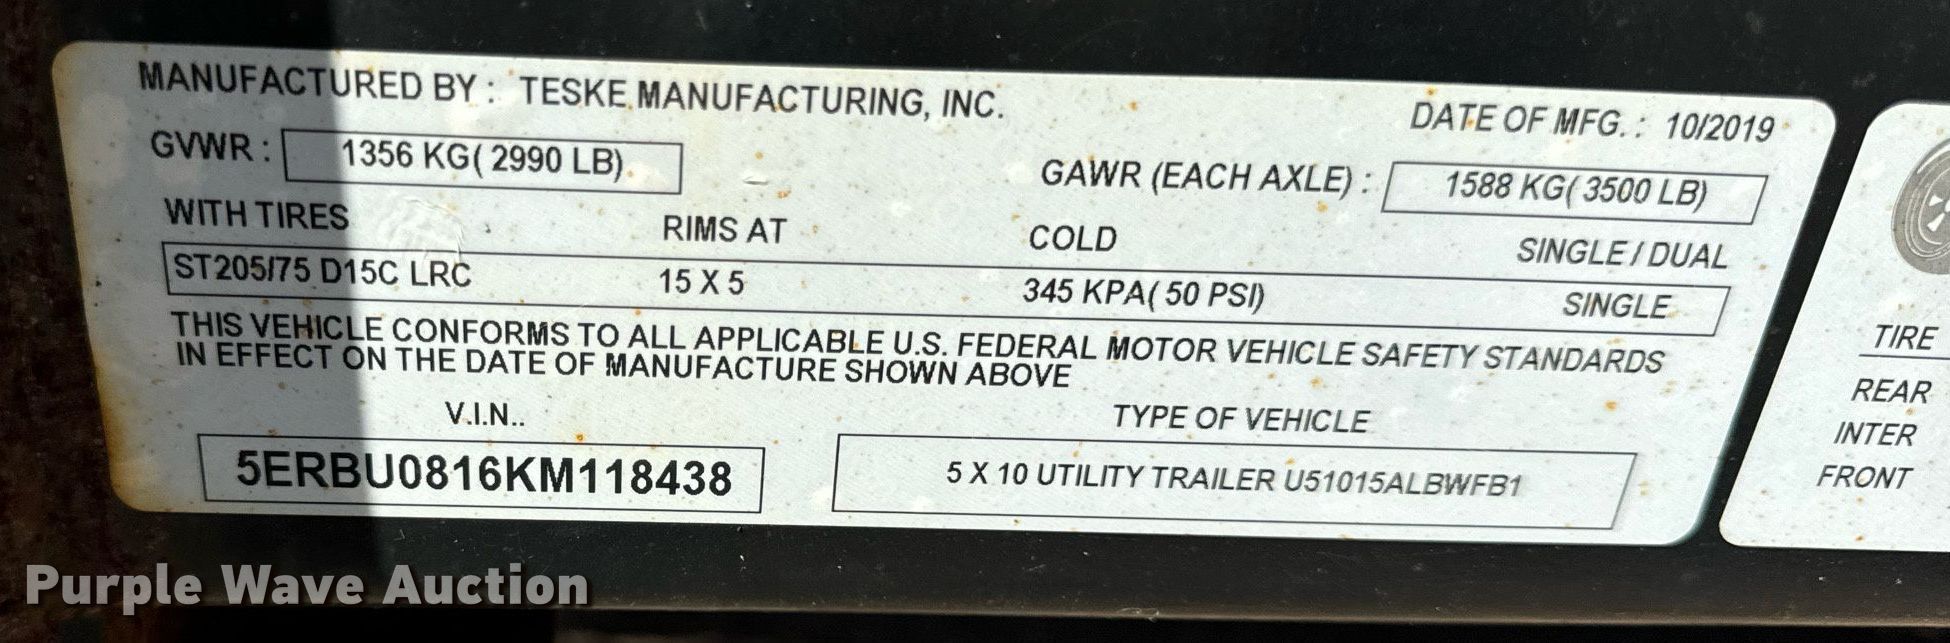 MANUFACTURED BY : TESKE MANUFACTURING, INC.
DATE OF MFG. : 10/2019
GVWR : 1356 KG( 2990 LB)
GAWR (EACH AXLE) : 1588 KG( 3500 LB)
WITH TIRES RIMS AT COLD SINGLE / DUAL
ST205/75 D15C LRC 15 X 5 345 KPA( 50 PSI) SINGLE
THIS VEHICLE CONFORMS TO ALL APPLICABLE U.S. FEDERAL MOTOR VEHICLE SAFETY STANDARDS
IN EFFECT ON THE DATE OF MANUFACTURE SHOWN ABOVE
V.I.N.. TYPE OF VEHICLE
5ERBU0816KM118438 5 X 10 UTILITY TRAILER U51015ALBWFB1
TIRE
REAR
INTER
FRONT
Purple Wave Auction